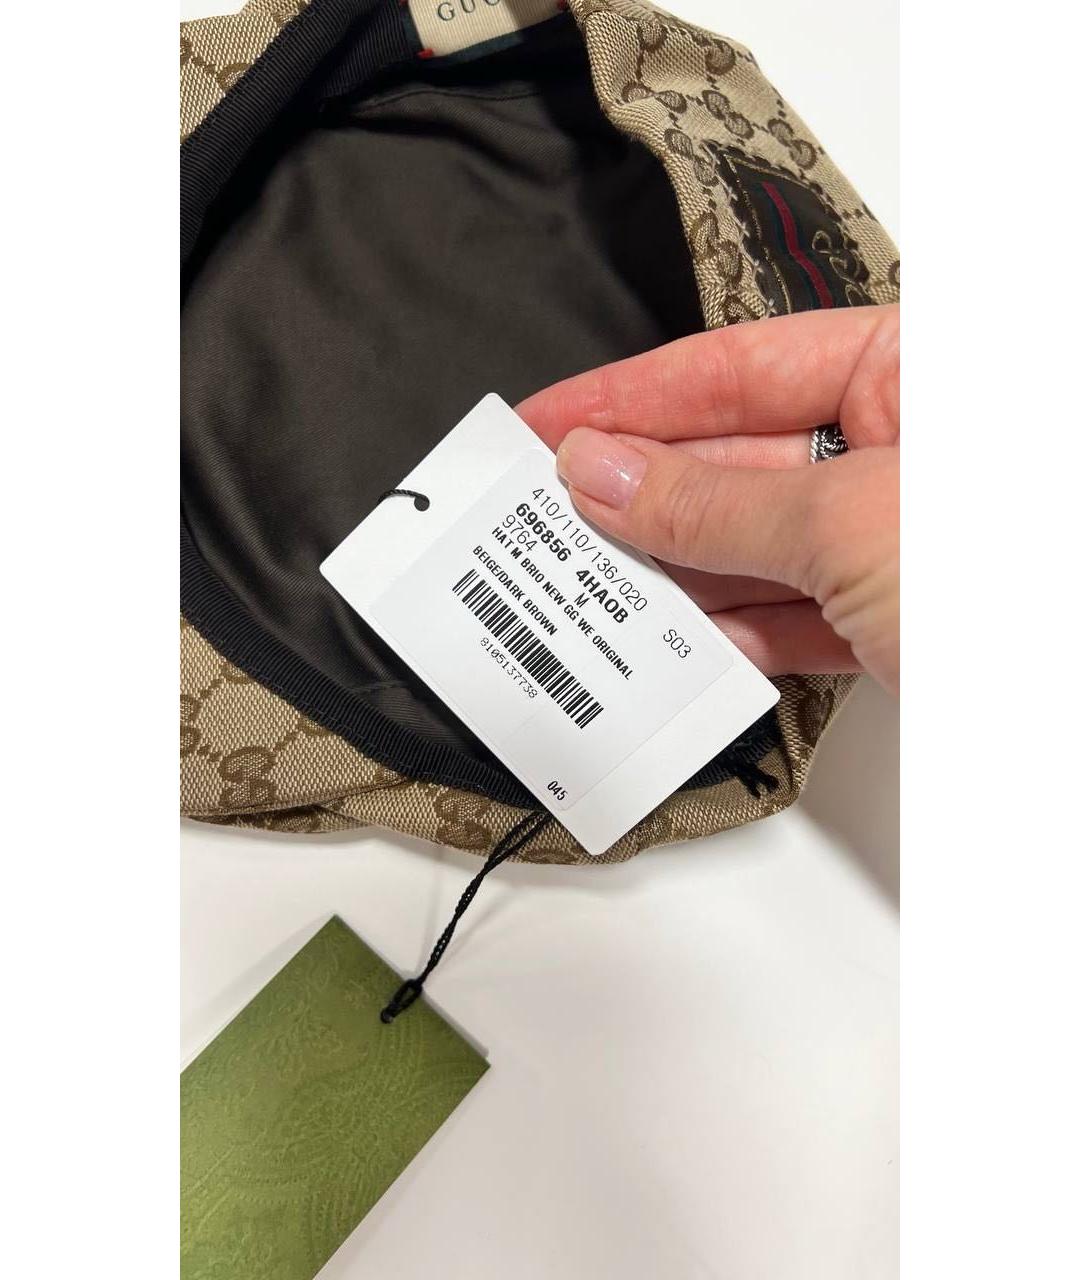 GUC
410/110/136/020
696856 4HAOB
9764 M S03
HAT M BRIO NEW GG WE ORIGINAL
BEIGE/DARK BROWN
8105137738
045